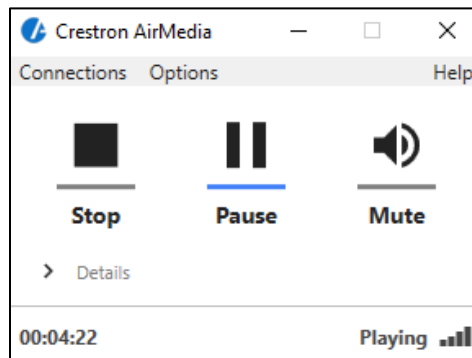 Crestron AirMedia
Connections Options Help
Stop Pause Mute
Details
00:04:22 Playing